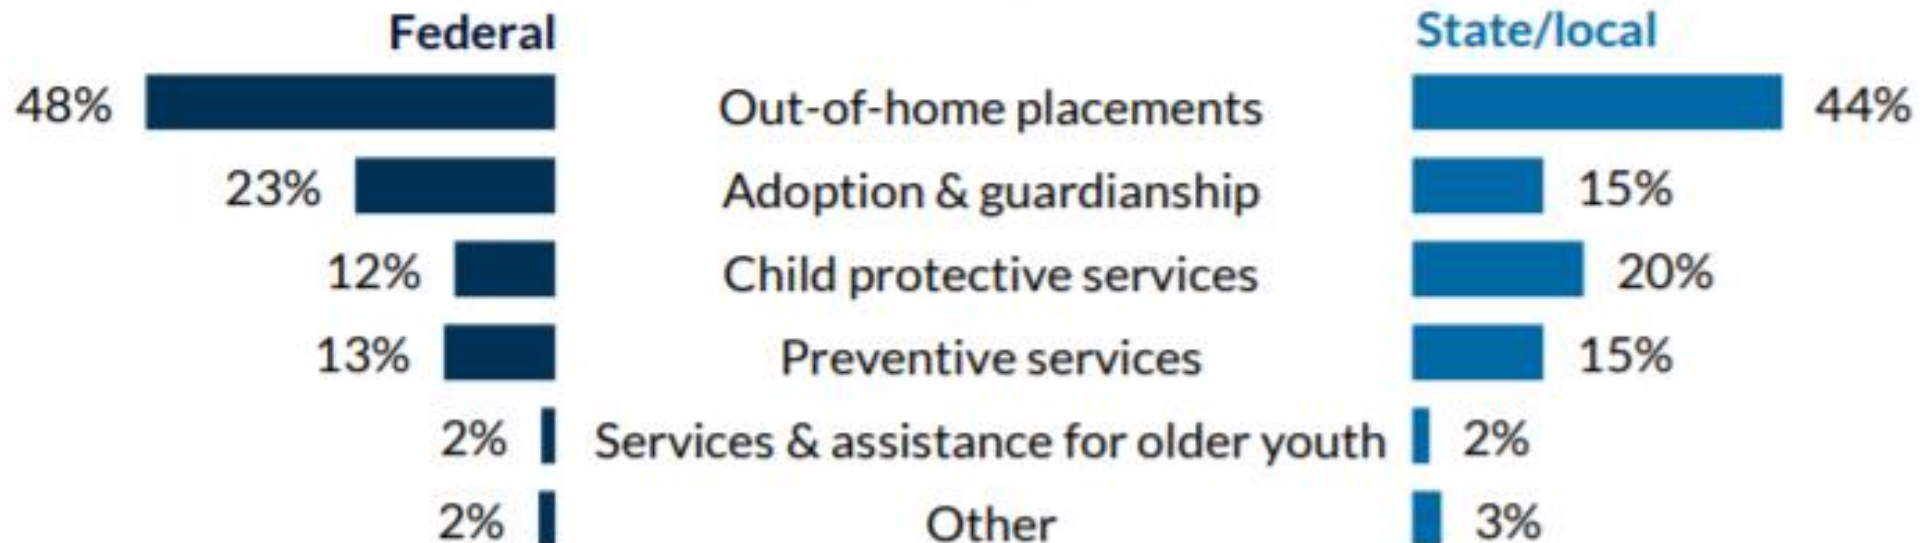 Federal State/local
48% Out-of-home placements 44%
23% Adoption & guardianship 15%
12% Child protective services 20%
13% Preventive services 15%
2% Services & assistance for older youth 2%
2% Other 3%